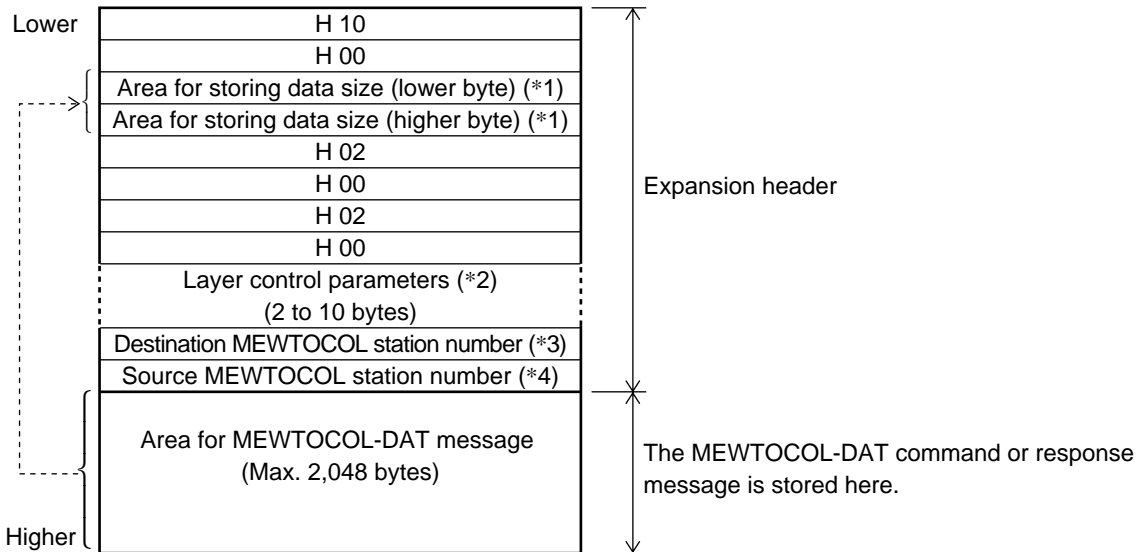 Lower
H 10
H 00
Area for storing data size (lower byte) (*1)
Area for storing data size (higher byte) (*1)
H 02
H 00
H 02
H 00
Expansion header
Layer control parameters (*2)
(2 to 10 bytes)
Destination MEWTOCOL station number (*3)
Source MEWTOCOL station number (*4)
Area for MEWTOCOL-DAT message
(Max. 2,048 bytes)
The MEWTOCOL-DAT command or response
message is stored here.
Higher